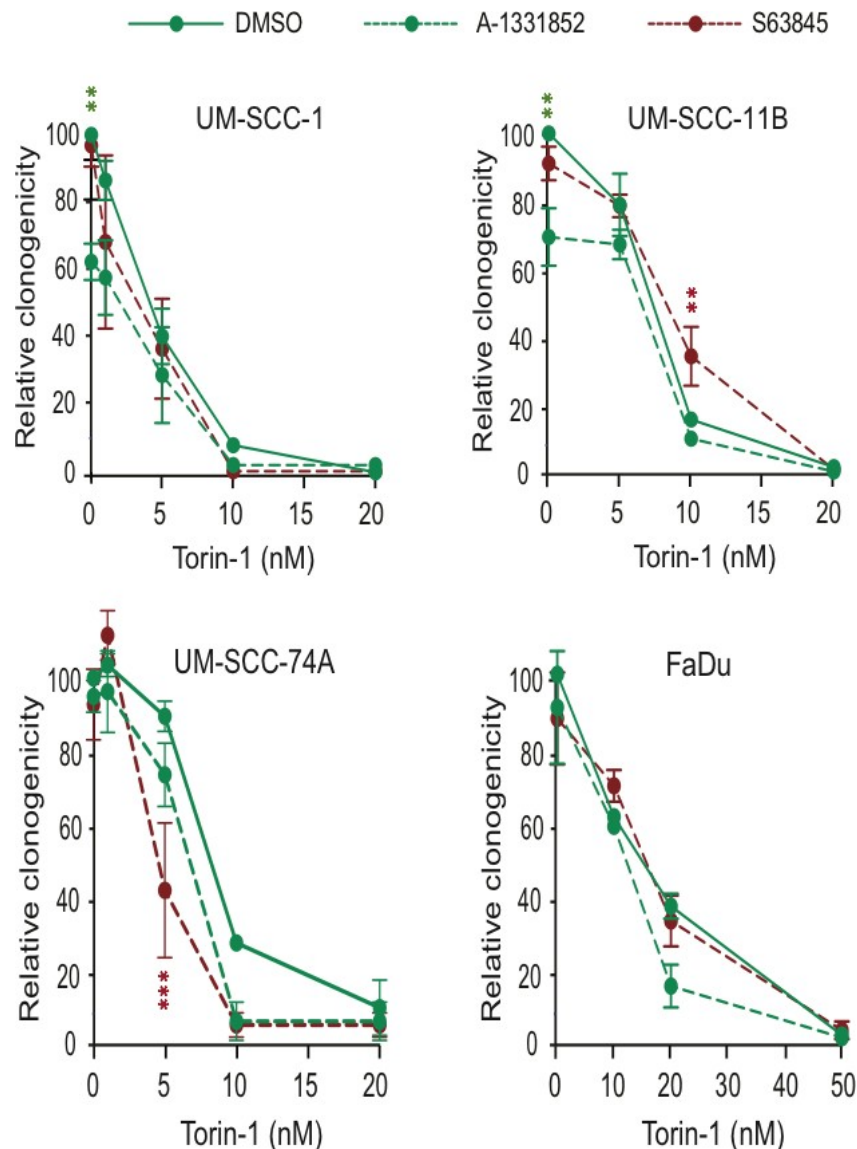 DMSO A-1331852 S63845
UM-SCC-1
**
Relative clonogenicity
100
80
60
40
20
0
0 5 10 15 20
Torin-1 (nM)
UM-SCC-11B
**
**
Relative clonogenicity
100
80
60
40
20
0
0 5 10 15 20
Torin-1 (nM)
UM-SCC-74A
***
Relative clonogenicity
100
80
60
40
20
0
0 5 10 15 20
Torin-1 (nM)
FaDu
Relative clonogenicity
100
80
60
40
20
0
0 10 20 30 40 50
Torin-1 (nM)